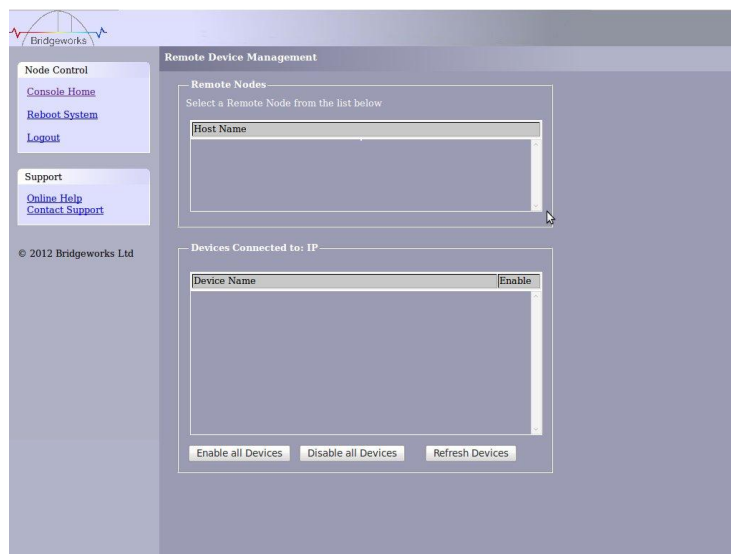 Bridgeworks
Node Control
Console Home
Reboot System
Logout
Support
Online Help
Contact Support
© 2012 Bridgeworks Ltd
Remote Device Management
Remote Nodes
Select a Remote Node from the list below
Host Name
Devices Connected to: IP
Device Name Enable
Enable all Devices Disable all Devices Refresh Devices